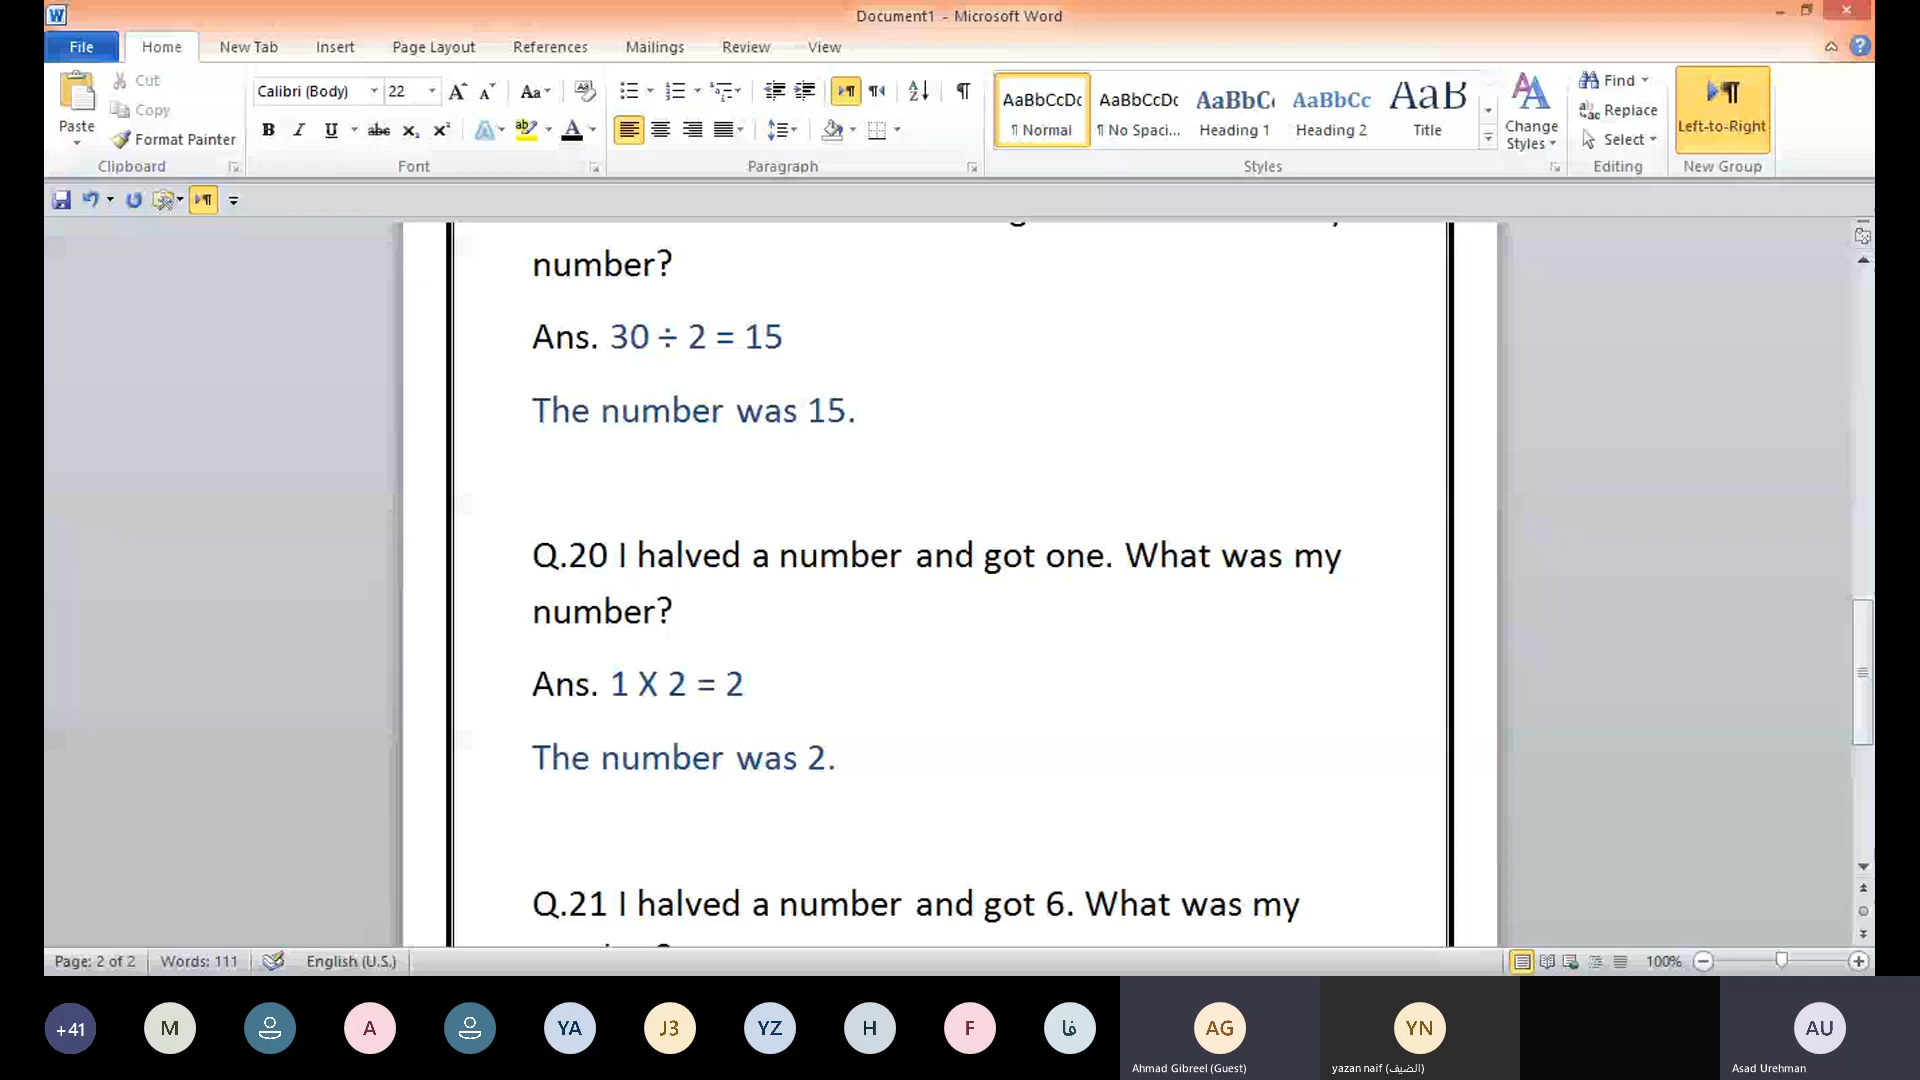 Document1 - Microsoft Word
File Home New Tab Insert Page Layout References Mailings Review View
Paste
Cut
Copy
Format Painter
Clipboard
Calibri (Body) 22
Font
Paragraph
AaBbCcDc AaBbCcDc AaBbC AaBbCc AaB
¶ Normal ¶ No Spaci... Heading 1 Heading 2 Title
Change
Styles
Styles
Find
Replace
Select
Editing
Left-to-Right
New Group
number?
Ans. 30 ÷ 2 = 15
The number was 15.
Q.20 I halved a number and got one. What was my
number?
Ans. 1 X 2 = 2
The number was 2.
Q.21 I halved a number and got 6. What was my
Page: 2 of 2 Words: 111 English (U.S.) 100%
+41 M A YA J3 YZ H F فا AG YN AU
Ahmad Gibreel (Guest) yazan naif (الضيف) Asad Urehman